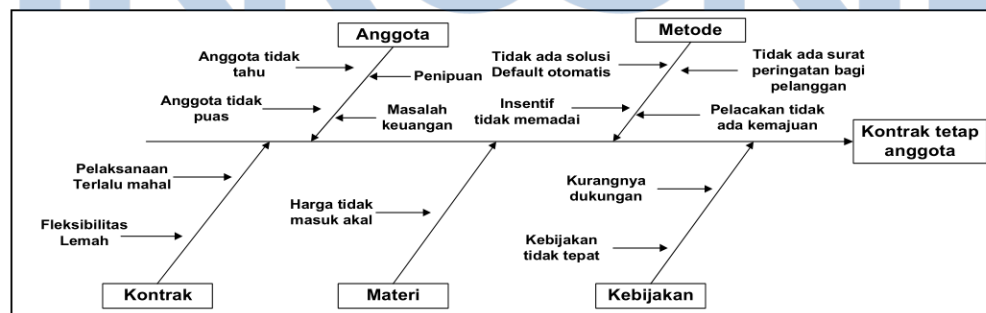 Anggota
Metode
Anggota tidak
tahu
Penipuan
Anggota tidak
puas
Masalah
keuangan
Tidak ada solusi
Default otomatis
Tidak ada surat
peringatan bagi
pelanggan
Insentif
tidak memadai
Pelacakan tidak
ada kemajuan
Kontrak tetap
anggota
Pelaksanaan
Terlalu mahal
Fleksibilitas
Lemah
Harga tidak
masuk akal
Kurangnya
dukungan
Kebijakan
tidak tepat
Kontrak
Materi
Kebijakan